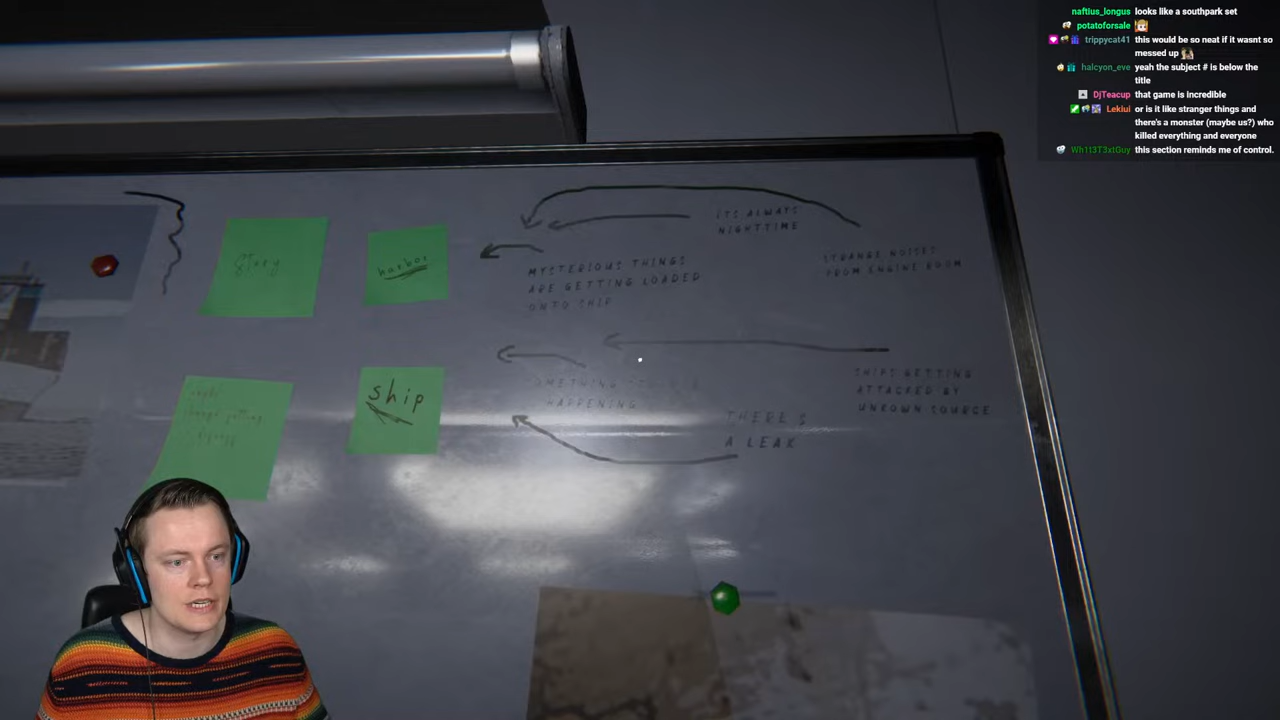 naftius_longus looks like a southpark set
potatoforsale
trippycat41 this would be so neat if it wasnt so
messed up
halcyon_eve yeah the subject # is below the
title
DjTeacup that game is incredible
Lekiui or is it like stranger things and
there's a monster (maybe us?) who
killed everything and everyone
Wh1t3T3xtGuy this section reminds me of control.
Story
harbor
ITS ALWAYS
NIGHTTIME
STRANGE NOISES
FROM ENGINE ROOM
MYSTERIOUS THINGS
ARE GETTING LOADED
ONTO SHIP
ship
HAPPENING
THERE'S
A LEAK
SHIPS GETTING
ATTACKED BY
UNKOWN SOURCE